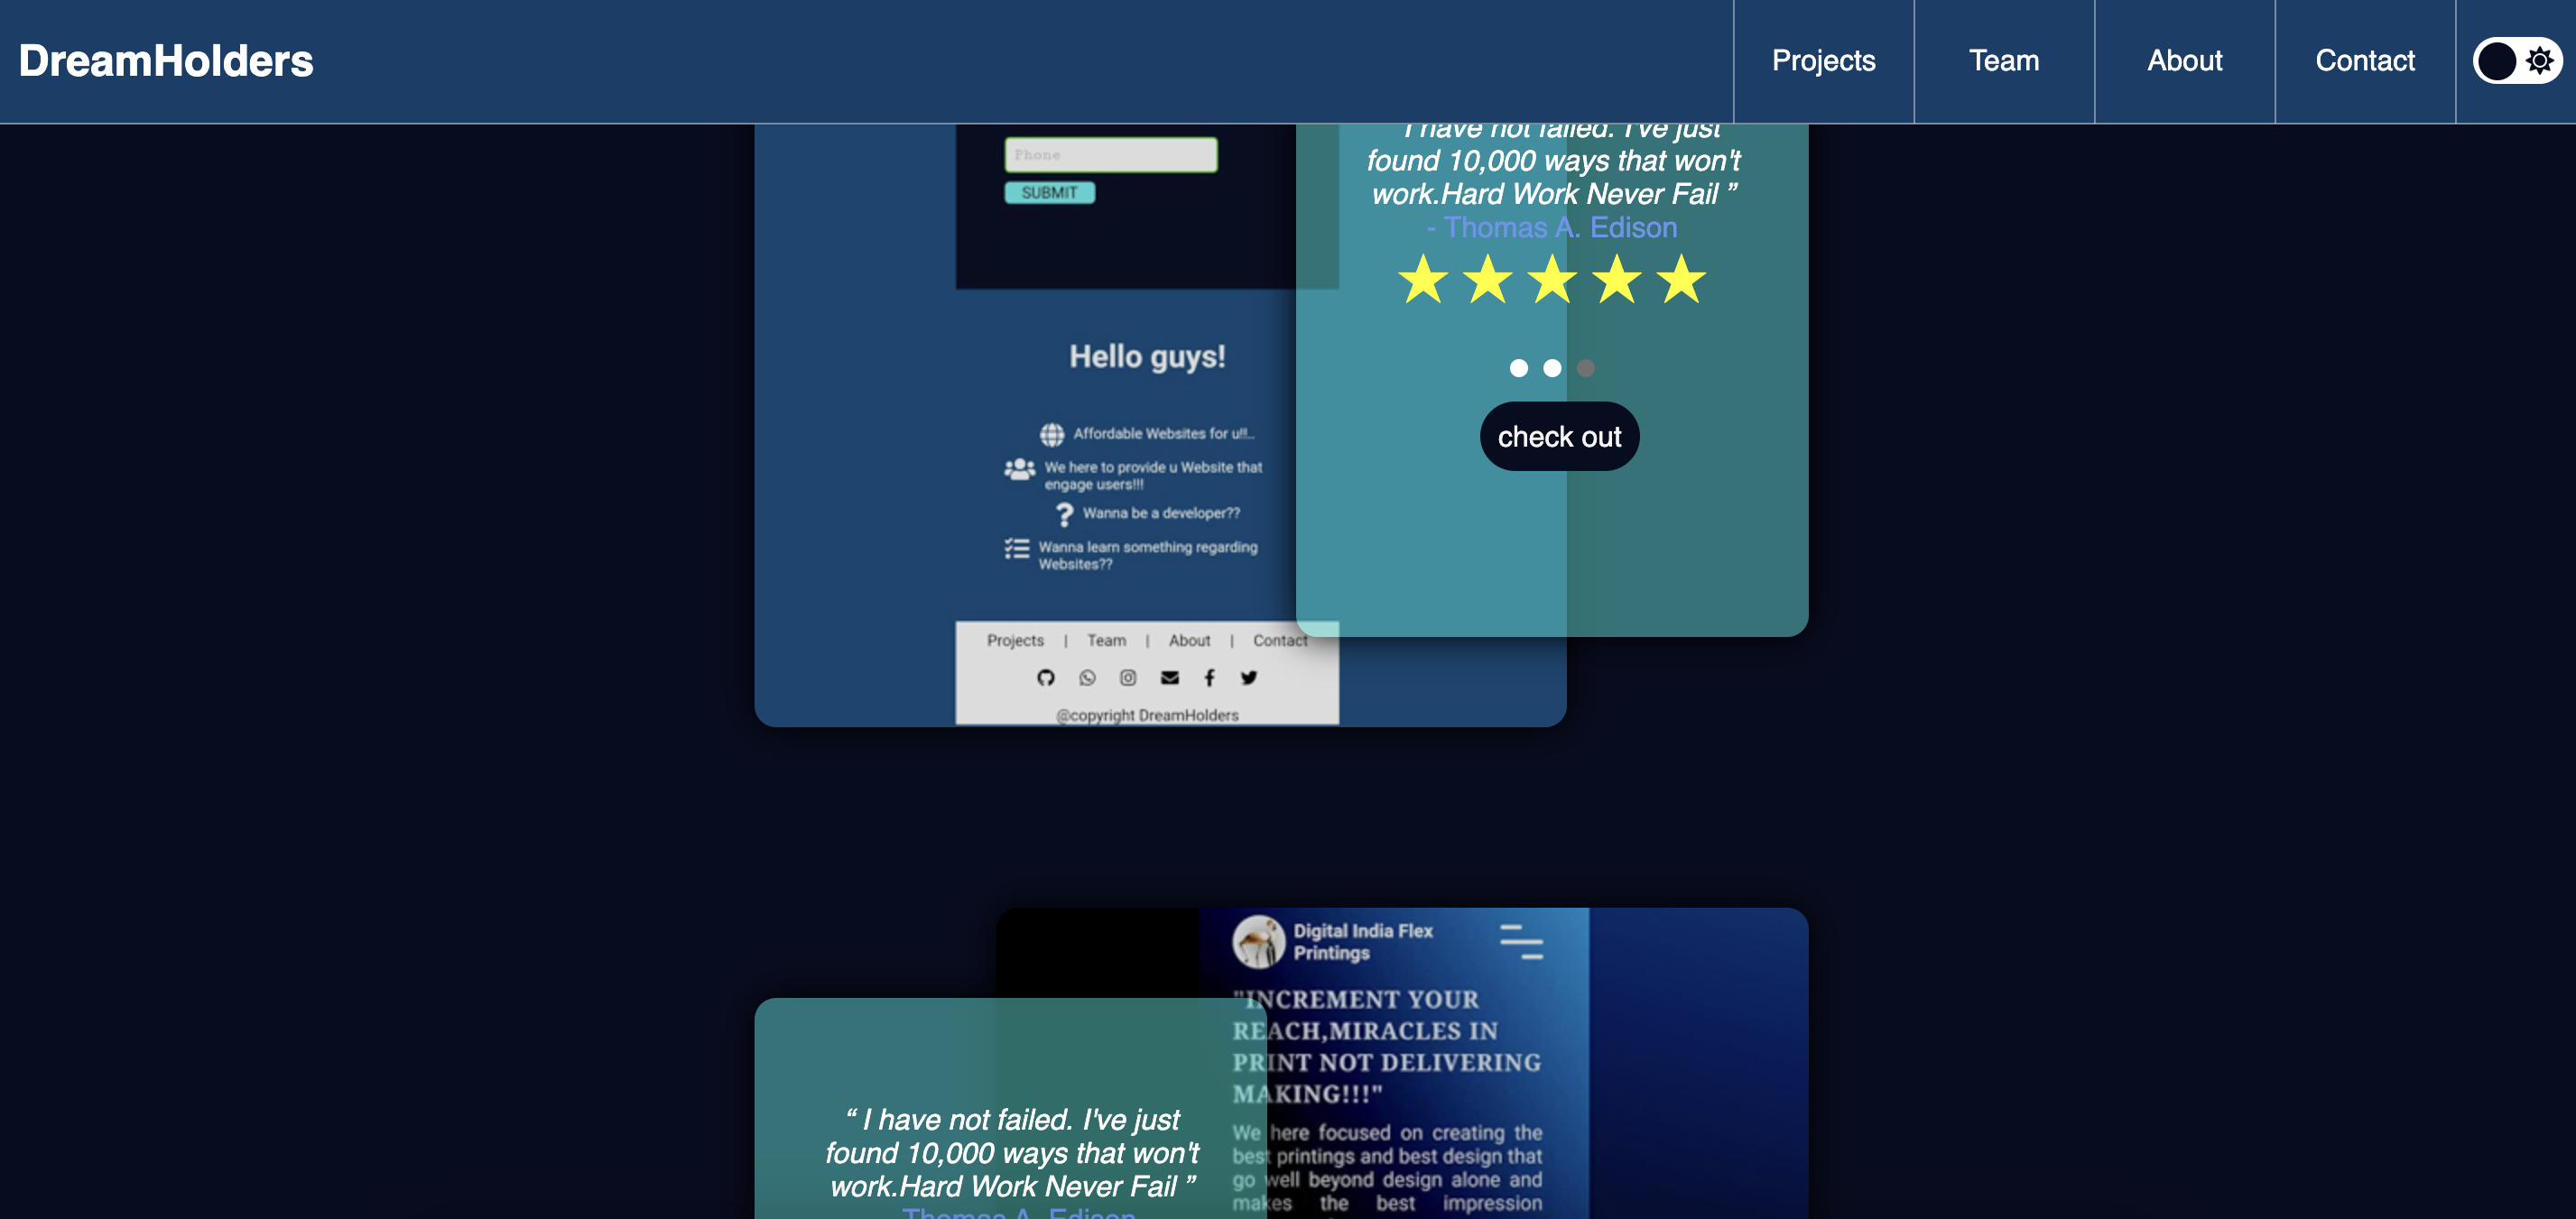 DreamHolders
Projects
Team
About
Contact
Phone
SUBMIT
I have not failed. I've just
found 10,000 ways that won't
work.Hard Work Never Fail ”
- Thomas A. Edison
check out
Hello guys!
Affordable Websites for u!!..
We here to provide u Website that
engage users!!!
Wanna be a developer??
Wanna learn something regarding
Websites??
Projects | Team | About | Contact
@copyright DreamHolders
Digital India Flex
Printings
"INCREMENT YOUR
REACH,MIRACLES IN
PRINT NOT DELIVERING
MAKING!!!"
We here focused on creating the
best printings and best design that
go well beyond design alone and
makes the best impression
“ I have not failed. I've just
found 10,000 ways that won't
work.Hard Work Never Fail ”
Thomas A. Edison